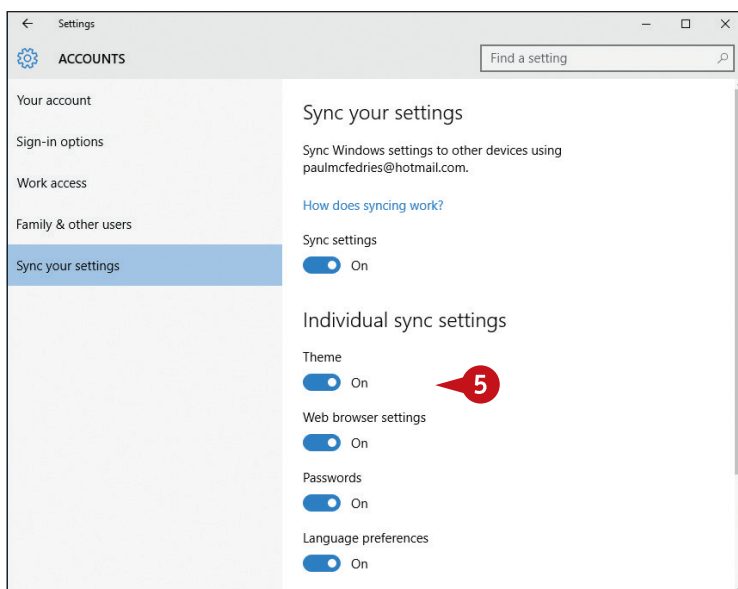 Settings
ACCOUNTS
Find a setting
Your account
Sign-in options
Work access
Family & other users
Sync your settings
Sync your settings
Sync Windows settings to other devices using
paulmcfedries@hotmail.com.
How does syncing work?
Sync settings
On
Individual sync settings
Theme
On
5
Web browser settings
On
Passwords
On
Language preferences
On